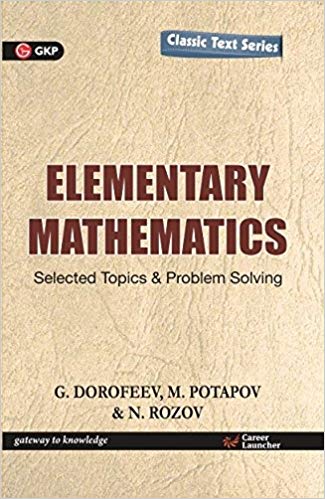 GKP
Classic Text Series
ELEMENTARY
MATHEMATICS
Selected Topics & Problem Solving
G. DOROFEEV, M. POTAPOV
& N. ROZOV
gateway to knowledge
Career
Launcher